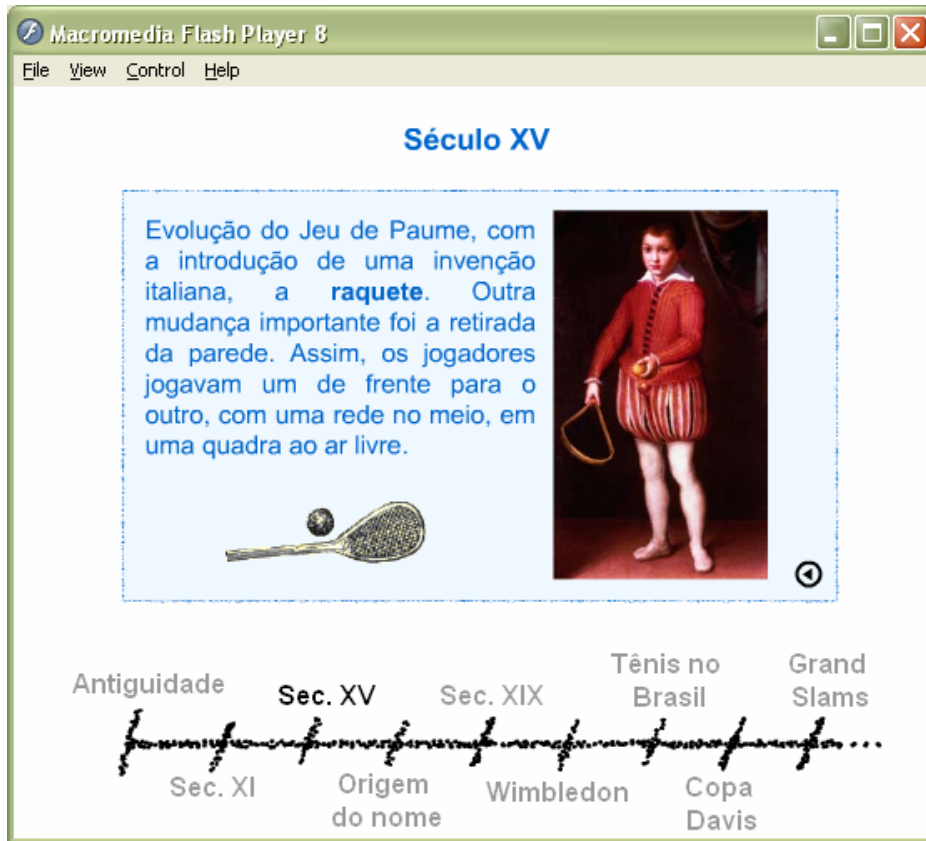 Macromedia Flash Player 8
File View Control Help
Século XV
Evolução do Jeu de Paume, com
a introdução de uma invenção
italiana, a raquete. Outra
mudança importante foi a retirada
da parede. Assim, os jogadores
jogavam um de frente para o
outro, com uma rede no meio, em
uma quadra ao ar livre.
Antiguidade
Sec. XI
Sec. XV
Origem
do nome
Sec. XIX
Wimbledon
Tênis no
Brasil
Copa
Davis
Grand
Slams